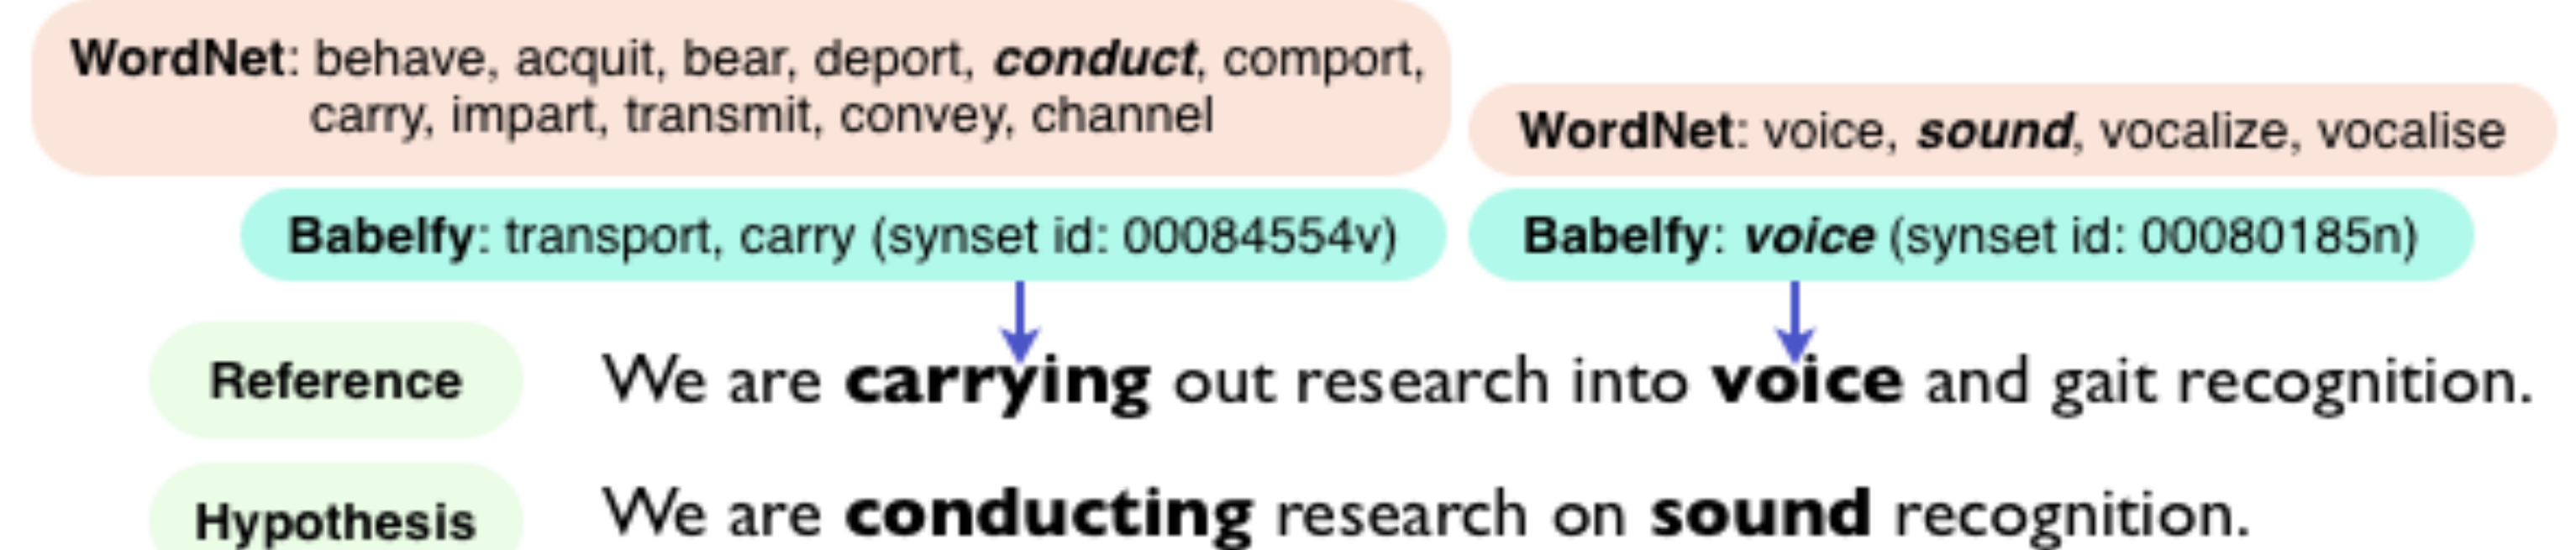 WordNet: behave, acquit, bear, deport, conduct, comport,
carry, impart, transmit, convey, channel
WordNet: voice, sound, vocalize, vocalise
Babelfy: transport, carry (synset id: 00084554v)
Babelfy: voice (synset id: 00080185n)
Reference
We are carrying out research into voice and gait recognition.
Hypothesis
We are conducting research on sound recognition.